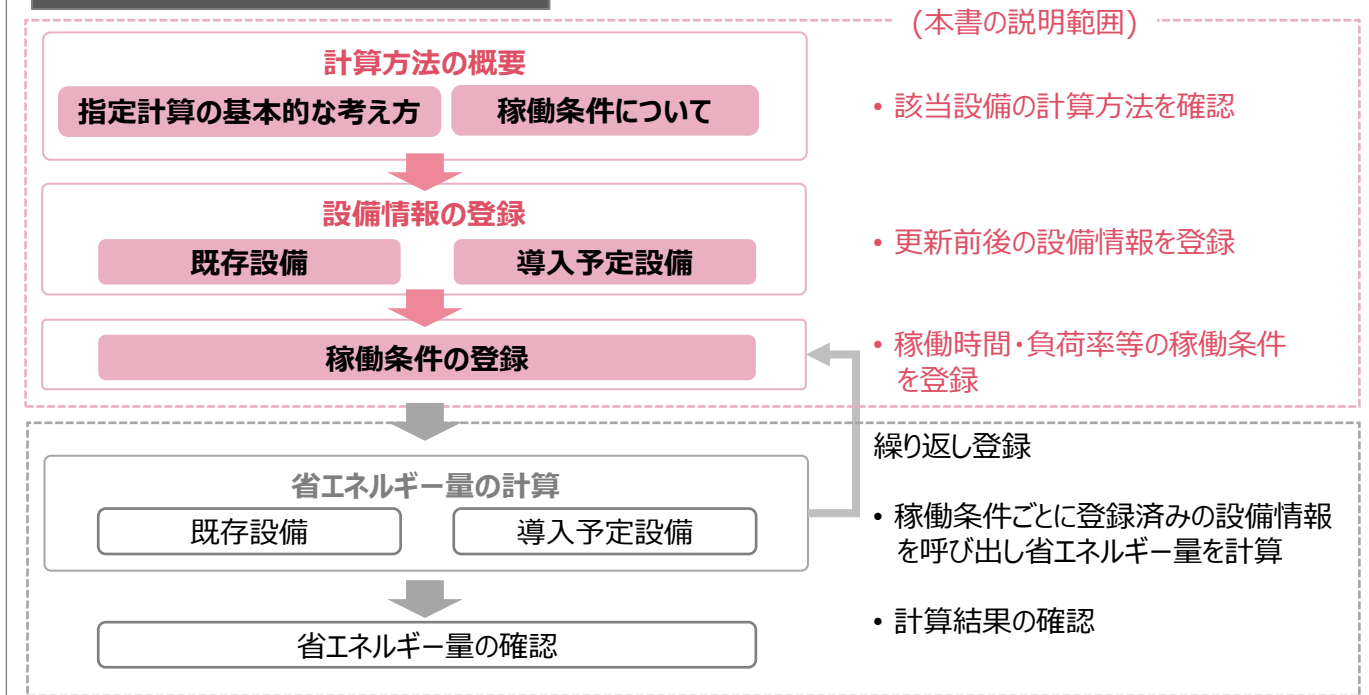 (本書の説明範囲)
計算方法の概要
指定計算の基本的な考え方
稼働条件について
• 該当設備の計算方法を確認
設備情報の登録
既存設備
導入予定設備
• 更新前後の設備情報を登録
稼働条件の登録
• 稼働時間・負荷率等の稼働条件
を登録
繰り返し登録
省エネルギー量の計算
既存設備
導入予定設備
• 稼働条件ごとに登録済みの設備情報
を呼び出し省エネルギー量を計算
省エネルギー量の確認
• 計算結果の確認